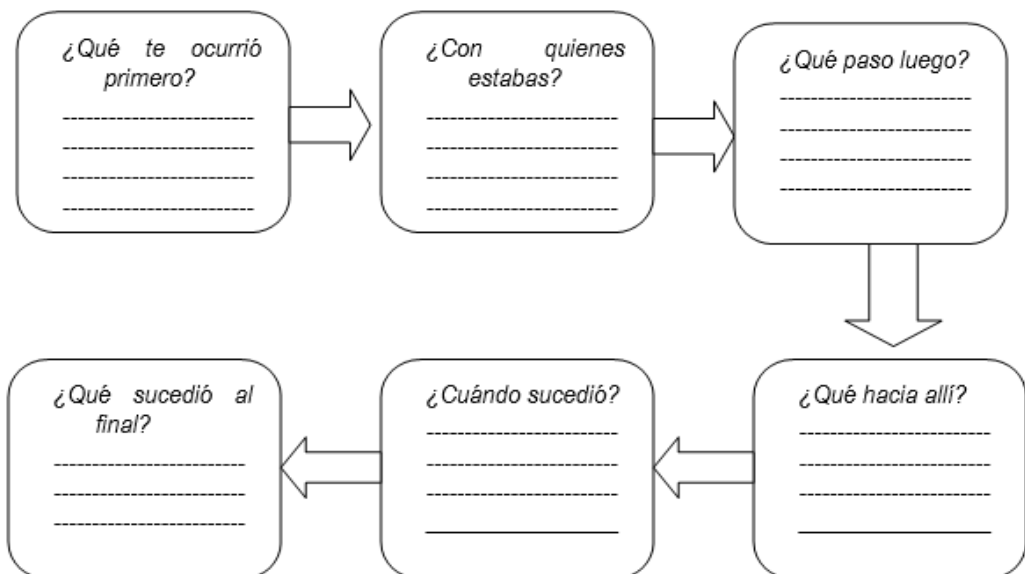 ¿Qué te ocurrió
primero?
¿Con quienes
estabas?
¿Qué paso luego?
¿Qué hacia allí?
¿Cuándo sucedió?
¿Qué sucedió al
final?